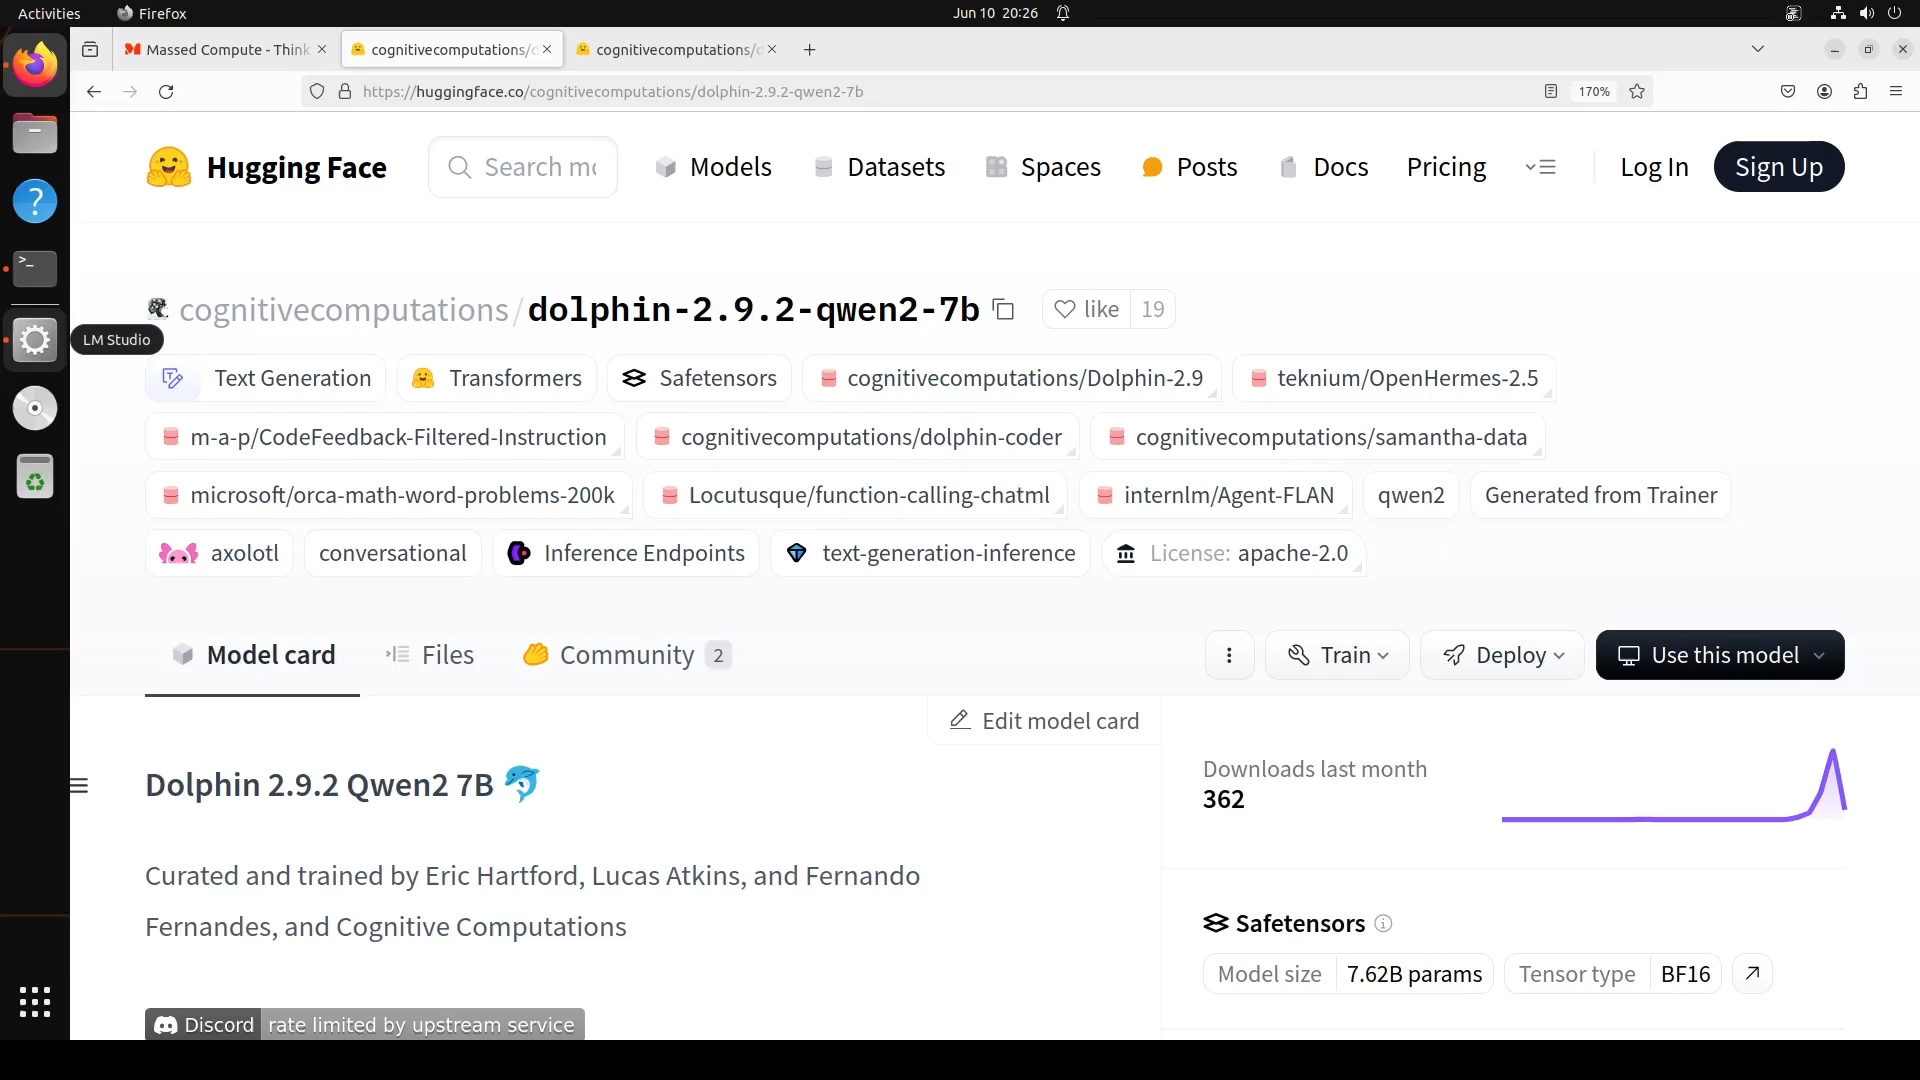 Activities Firefox Jun 10 20:26
Massed Compute - Think cognitivecomputations/d cognitivecomputations/d
https://huggingface.co/cognitivecomputations/dolphin-2.9.2-qwen2-7b 170%
Hugging Face Search mo Models Datasets Spaces Posts Docs Pricing Log In Sign Up
cognitivecomputations/dolphin-2.9.2-qwen2-7b like 19
LM Studio
Text Generation Transformers Safetensors cognitivecomputations/Dolphin-2.9 teknium/OpenHermes-2.5
m-a-p/CodeFeedback-Filtered-Instruction cognitivecomputations/dolphin-coder cognitivecomputations/samantha-data
microsoft/orca-math-word-problems-200k Locutusque/function-calling-chatml internlm/Agent-FLAN qwen2 Generated from Trainer
axolotl conversational Inference Endpoints text-generation-inference License: apache-2.0
Model card Files Community 2 Train Deploy Use this model
Edit model card
Dolphin 2.9.2 Qwen2 7B 🐬
Downloads last month
362
Curated and trained by Eric Hartford, Lucas Atkins, and Fernando
Fernandes, and Cognitive Computations
Safetensors
Model size 7.62B params Tensor type BF16
Discord rate limited by upstream service